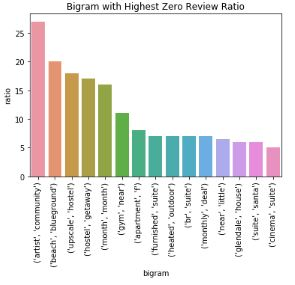 Bigram with Highest Zero Review Ratio
ratio
25
20
15
10
5
0
('artist', 'community')
('beach', 'blueground')
('upscale', 'hostel')
('hostel', 'getaway')
('month', 'month')
('gym', 'near')
('apartment', 'f')
('furnished', 'suite')
('heated', 'outdoor')
('br', 'suite')
('monthly', 'deal')
('near', 'little')
('glendale', 'house')
('suite', 'santa')
('cinema', 'suite')
bigram